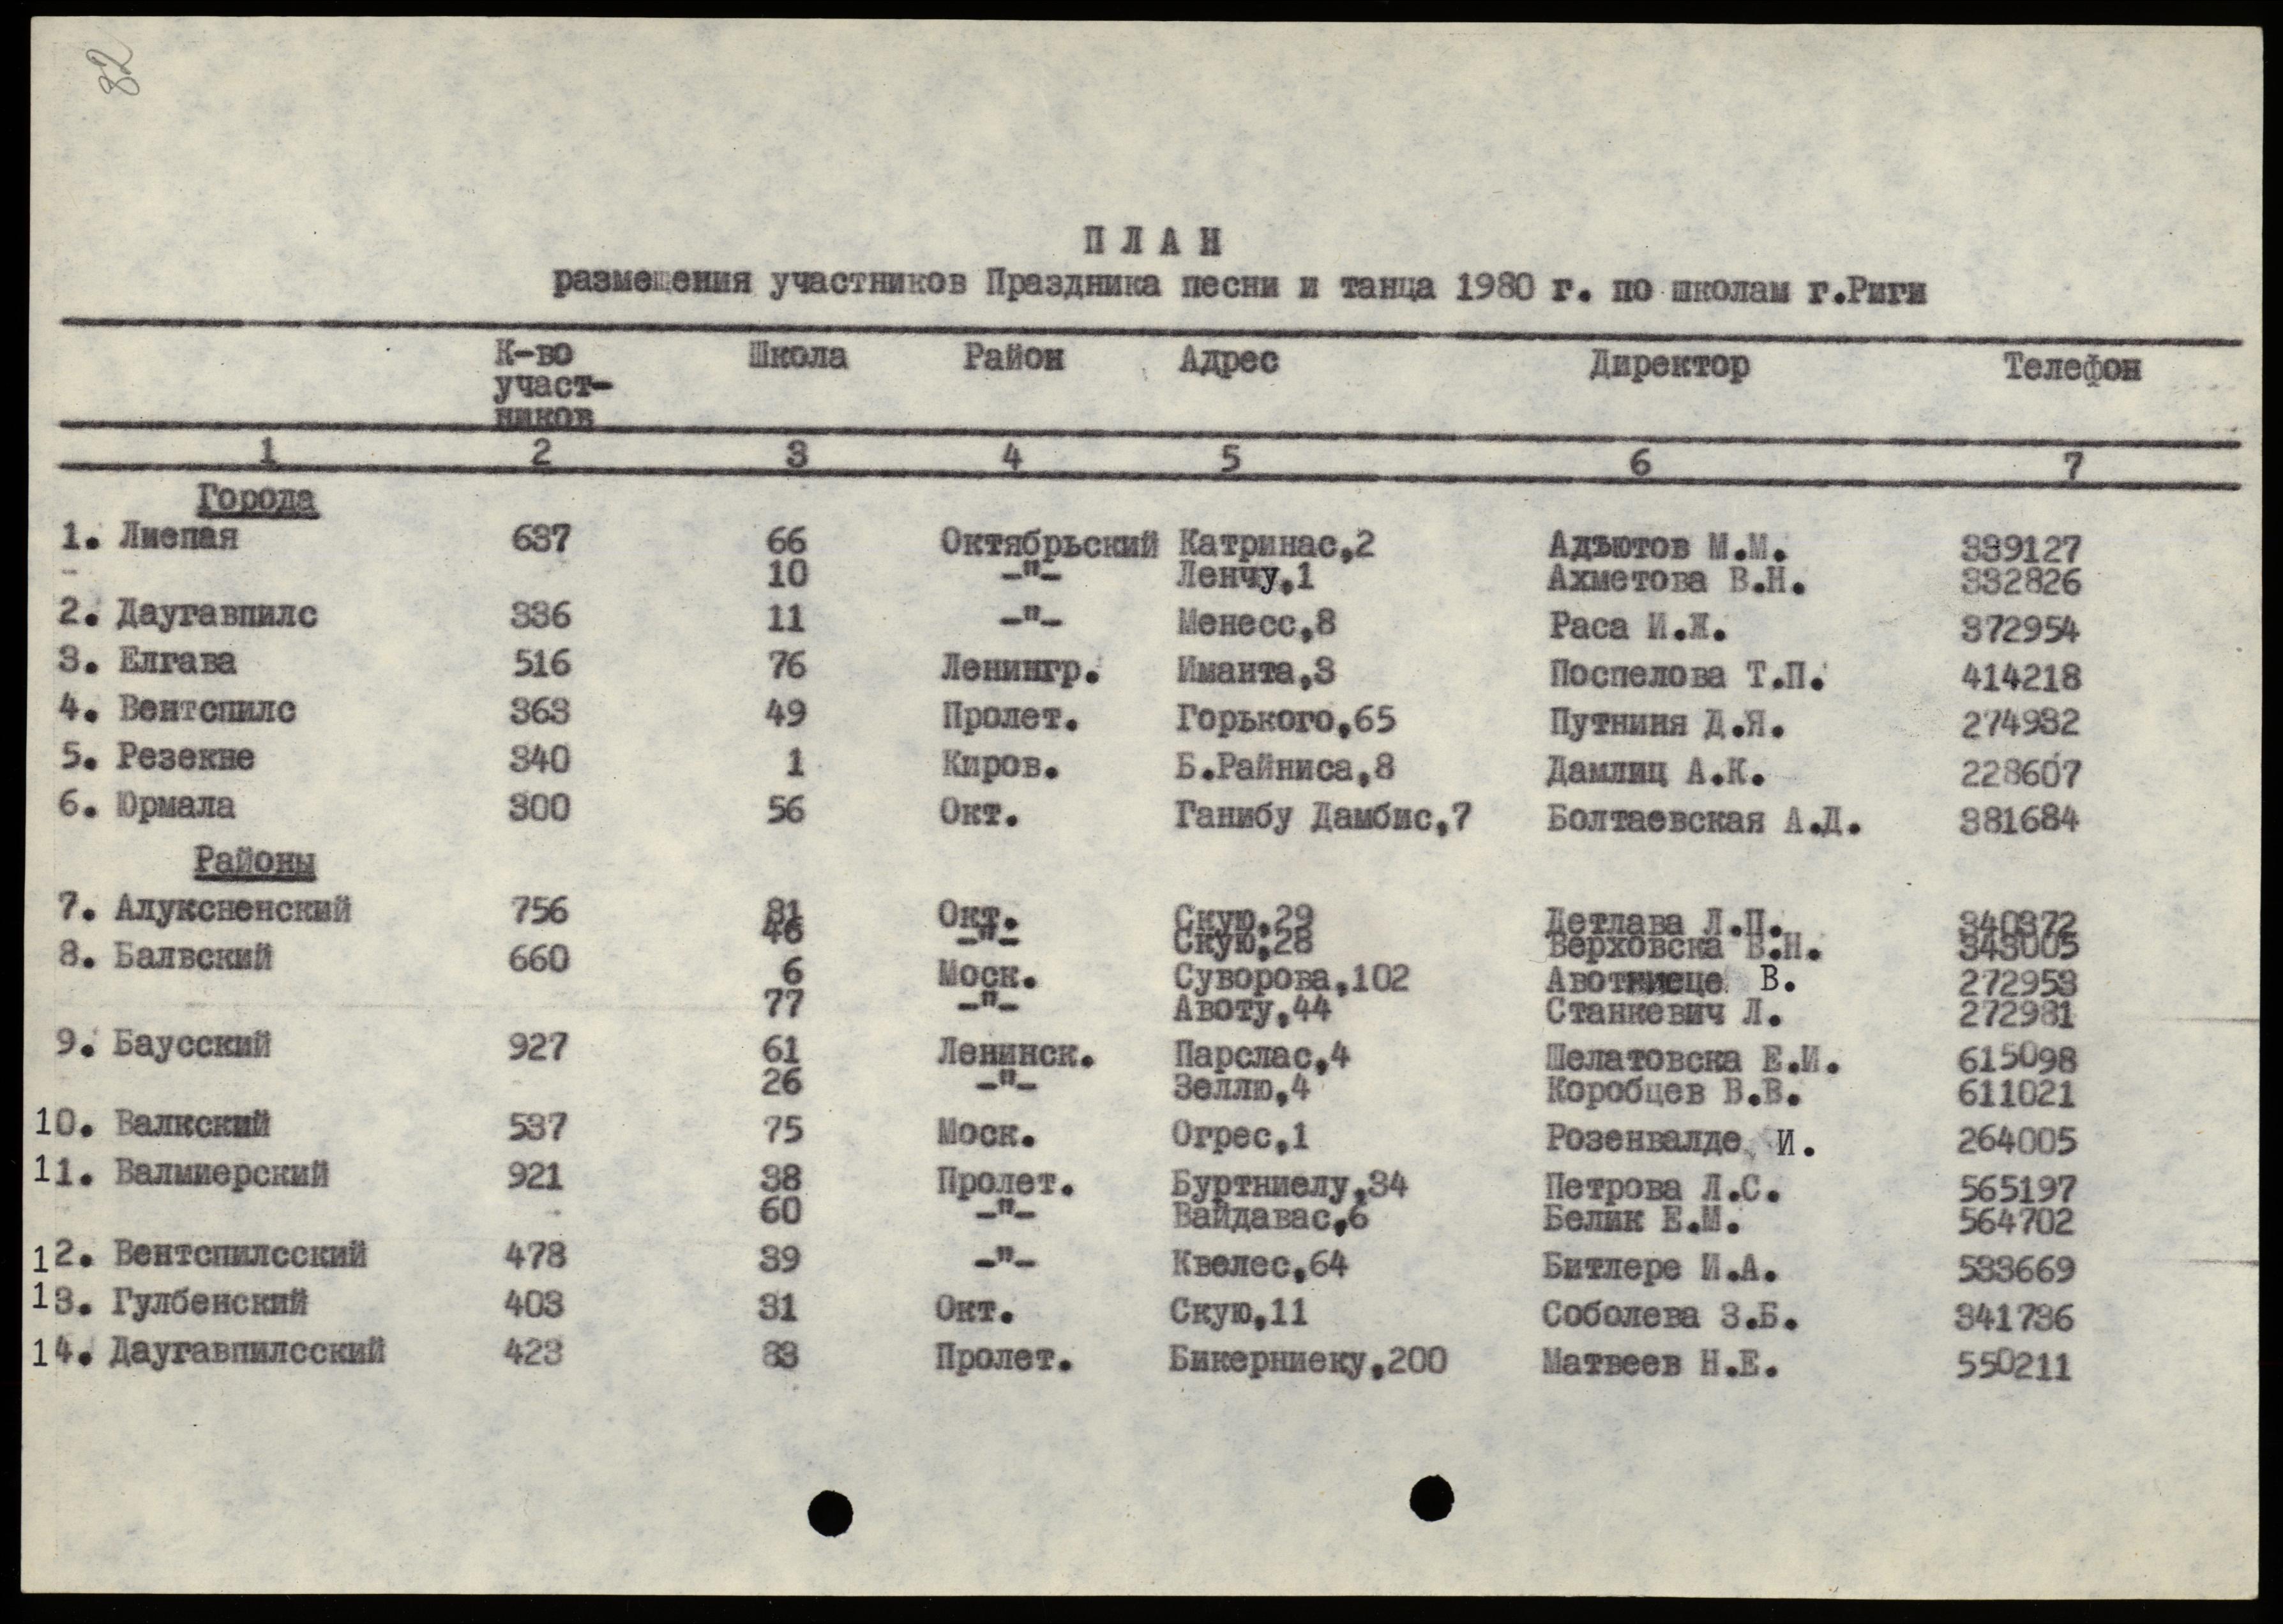 82
П Л А Н
размещения участников Праздника песни и танца 1980 г. по школам г.Риги
К-во участ- ников Школа Район Адрес Директор Телефон
1 2 3 4 5 6 7
Города
1. Лиепая 637 66 Октябрьский Катринас,2 Адъютов М.М. 339127
10 -"- Ленчу,1 Ахметова В.Н. 332826
2. Даугавпилс 336 11 -"- Менесс,8 Раса И.Ж. 372954
3. Елгава 516 76 Ленингр. Иманта,3 Поспелова Т.П. 414218
4. Вентспилс 363 49 Пролет. Горького,65 Путниня Д.Я. 274932
5. Резекне 340 1 Киров. Б.Райниса,8 Дамлиц А.К. 228607
6. Юрмала 300 56 Окт. Ганибу Дамбис,7 Болтаевская А.Д. 381684
Районы
7. Алуксненский 756 81 Окт. Скую,29 Детлава Л.П. 340372
46 -"- Скую,28 Верховска В.Н. 343005
8. Балвский 660 6 Моск. Суворова,102 В. 272953
77 -"- Авоту,44 Станкевич Л. 272981
9. Баусский 927 61 Ленинск. Парслас,4 Шелатовска Е.И. 615098
26 -"- Зеллю,4 Коробцев В.В. 611021
10. Валкский 537 75 Моск. Огрес,1 Розенвалде И. 264005
11. Валмиерский 921 38 Пролет. Буртниелу,34 Петрова Л.С. 565197
60 -"- Вайдавас,6 Белик Е.М. 564702
12. Вентспилсский 478 39 -"- Квелес,64 Битлере И.А. 533669
13. Гулбенский 403 31 Окт. Скую,11 Соболева З.Б. 341736
14. Даугавпилсский 423 83 Пролет. Бикерниеку,200 Матвеев Н.Е. 550211